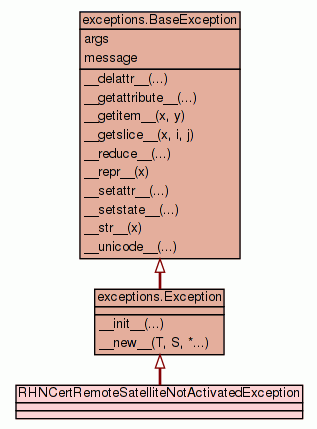 exceptions.BaseException
args
message
__delattr__(...)
__getattribute__(...)
__getitem__(x, y)
__getslice__(x, i, j)
__reduce__(...)
__repr__(x)
__setattr__(...)
__setstate__(...)
__str__(x)
__unicode__(...)
exceptions.Exception
__init__(...)
__new__(T, S, *...)
RHNCertRemoteSatelliteNotActivatedException